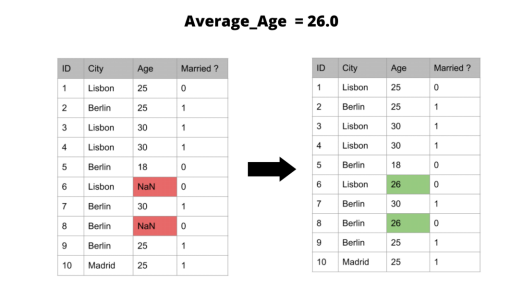 Average_Age = 26.0
ID City Age Married ?
1 Lisbon 25 0
2 Berlin 25 1
3 Lisbon 30 1
4 Lisbon 30 1
5 Berlin 18 0
6 Lisbon NaN 0
7 Berlin 30 1
8 Berlin NaN 0
9 Berlin 25 1
10 Madrid 25 1
ID City Age Married ?
1 Lisbon 25 0
2 Berlin 25 1
3 Lisbon 30 1
4 Lisbon 30 1
5 Berlin 18 0
6 Lisbon 26 0
7 Berlin 30 1
8 Berlin 26 0
9 Berlin 25 1
10 Madrid 25 1